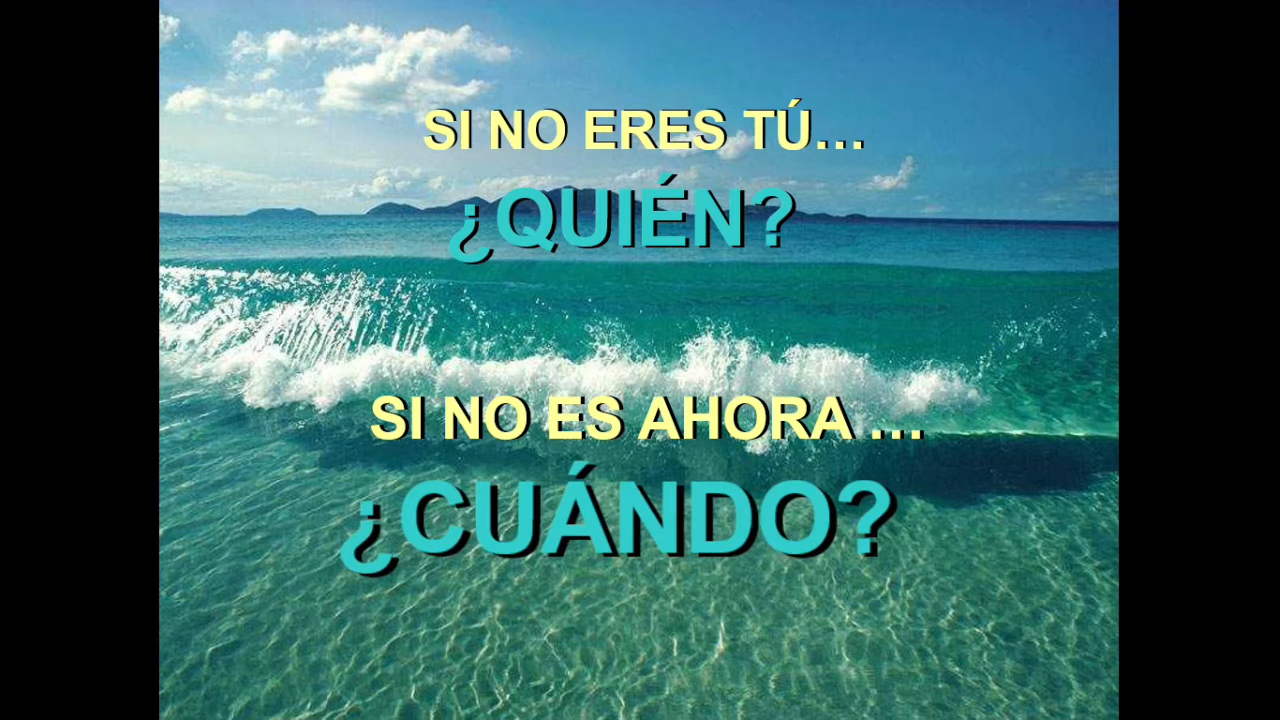 SI NO ERES TÚ…
¿QUIÉN?
SI NO ES AHORA …
¿CUÁNDO?